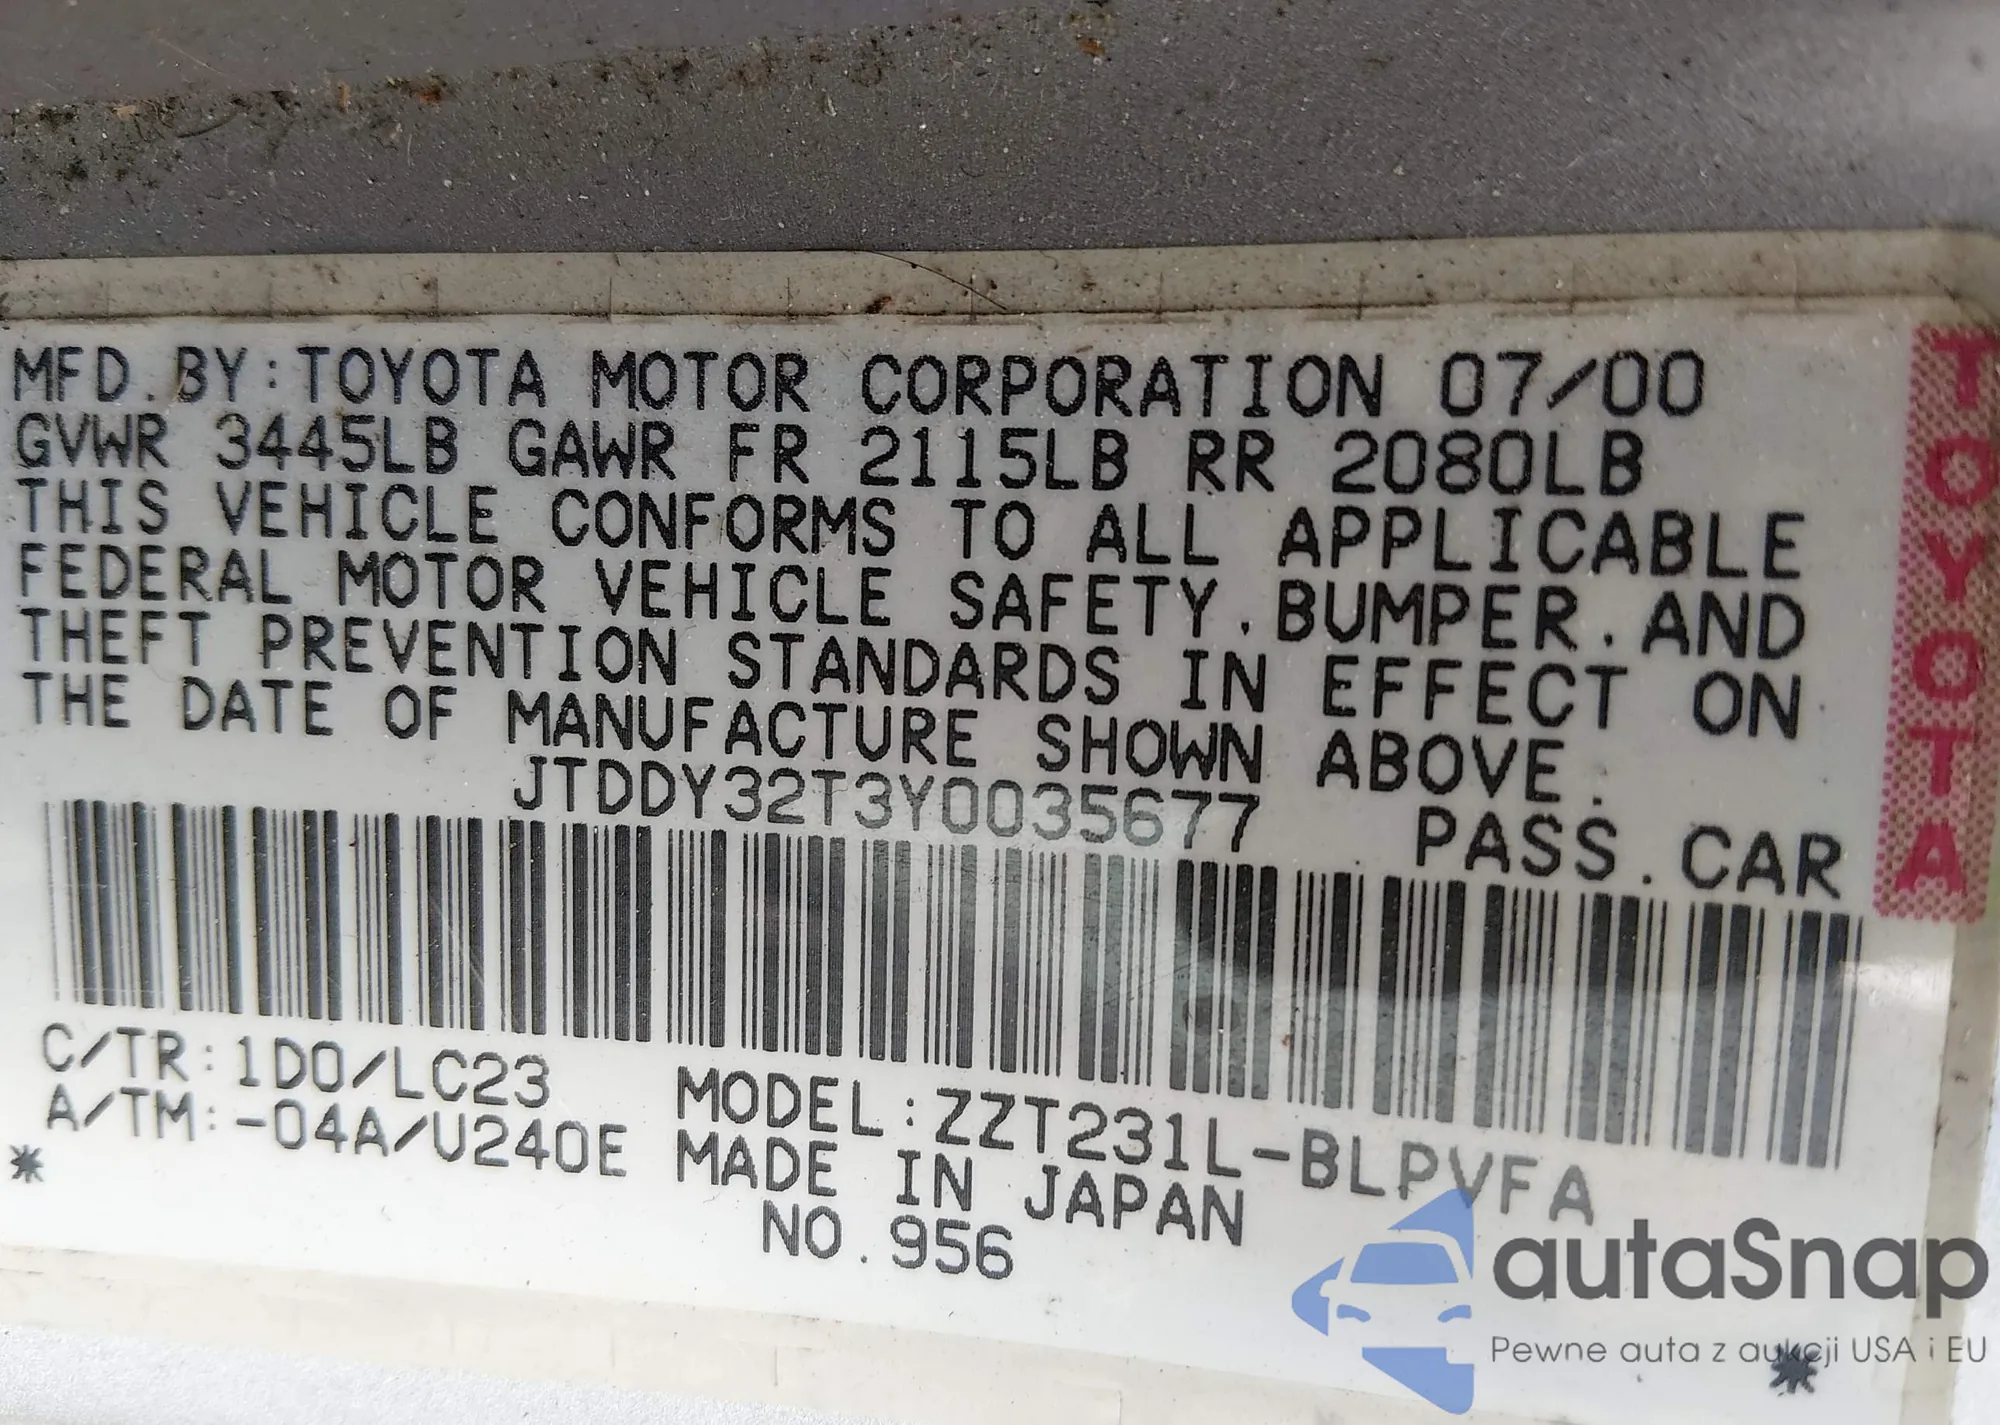 MFD.BY:TOYOTA MOTOR CORPORATION 07/00
GVWR 3445LB GAWR FR 2115LB RR 2080LB
THIS VEHICLE CONFORMS TO ALL APPLICABLE
FEDERAL MOTOR VEHICLE SAFETY.BUMPER.AND
THEFT PREVENTION STANDARDS IN EFFECT ON
THE DATE OF MANUFACTURE SHOWN ABOVE.
JTDDY32T3Y0035677 PASS.CAR
C/TR:1D0/LC23 MODEL:ZZT231L-BLPVFA
A/TM:-04A/U240E MADE IN JAPAN
* NO.956
TOYOTA
autaSnap
Pewne auta z aukcji USA i EU
*